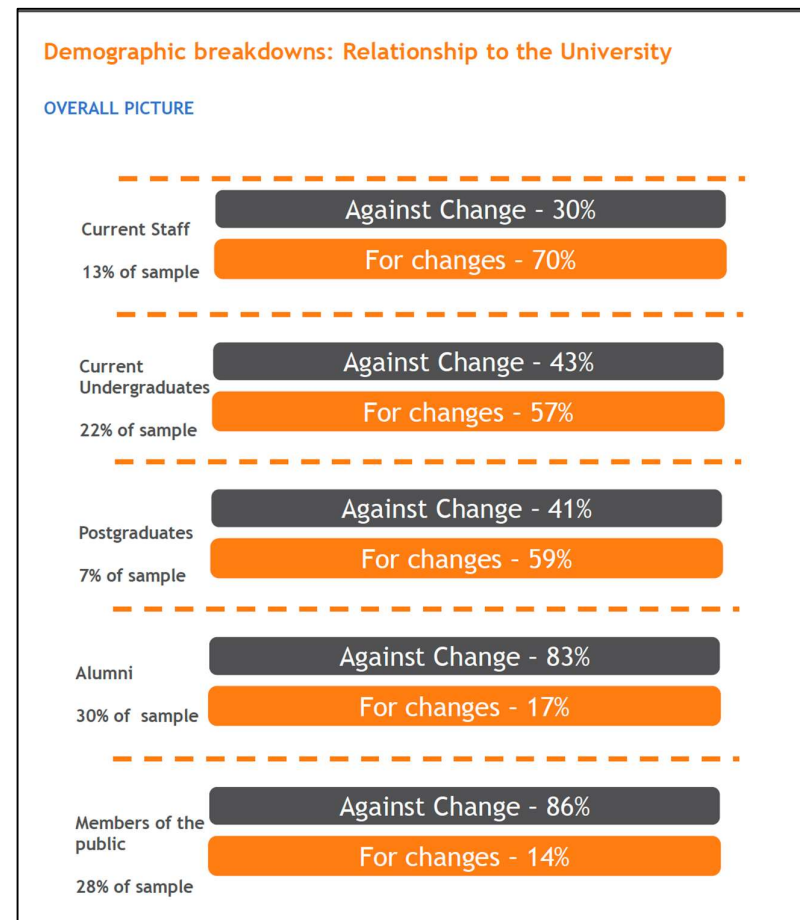 Demographic breakdowns: Relationship to the University
OVERALL PICTURE
Against Change – 30%
Current Staff
For changes – 70%
13% of sample
Against Change – 43%
Current
Undergraduates
For changes – 57%
22% of sample
Against Change – 41%
Postgraduates
For changes – 59%
7% of sample
Against Change – 83%
Alumni
For changes – 17%
30% of  sample
Against Change – 86%
Members of the
public
For changes – 14%
28% of sample